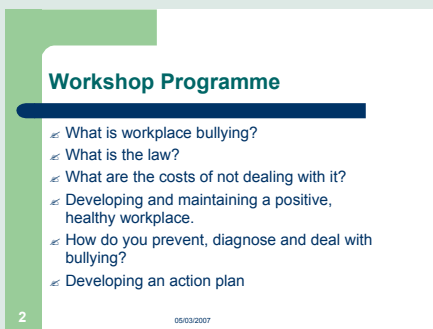 Workshop Programme
What is workplace bullying?
What is the law?
What are the costs of not dealing with it?
Developing and maintaining a positive,
healthy workplace.
How do you prevent, diagnose and deal with
bullying?
Developing an action plan
2
05/03/2007